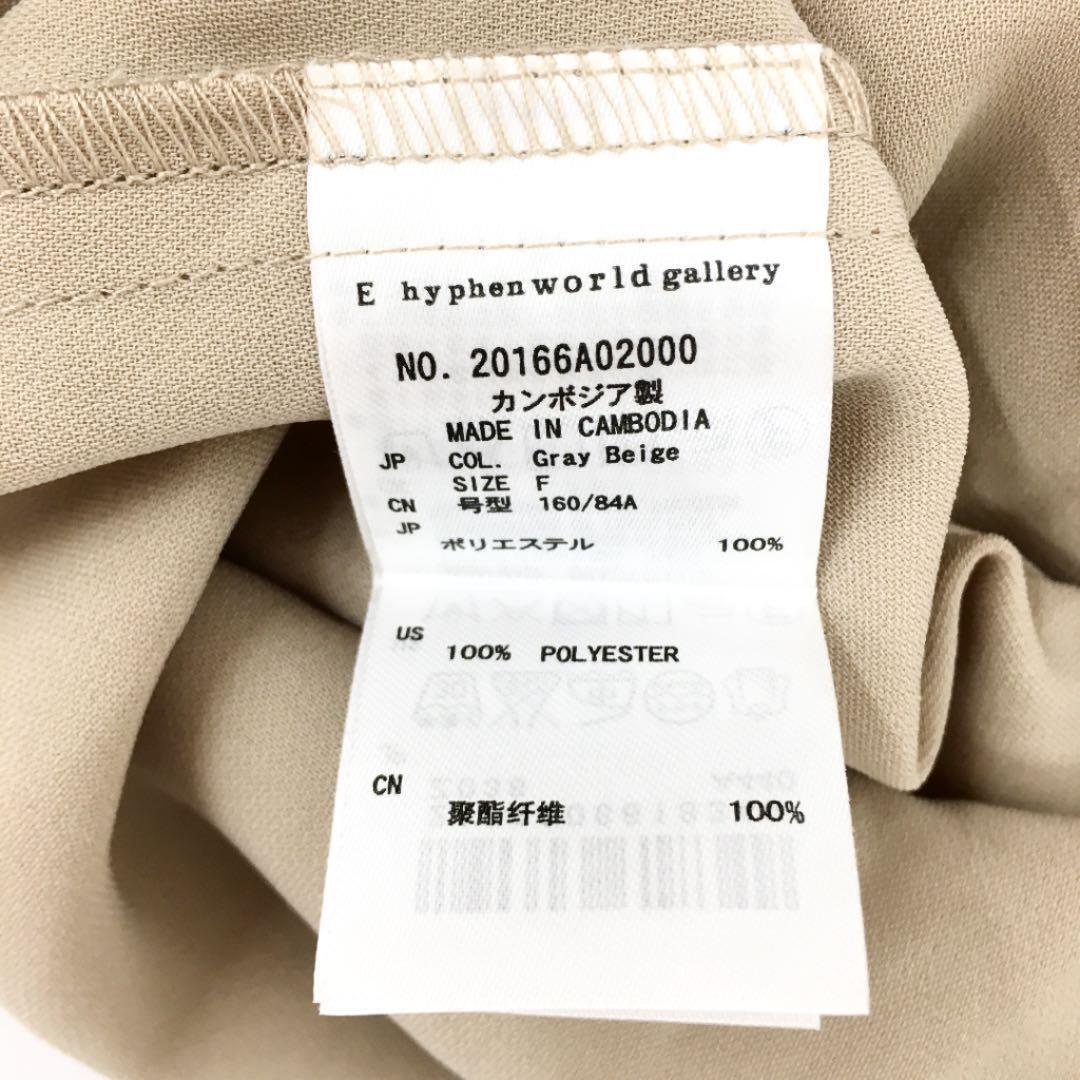 E hyphen world gallery
NO. 20166A02000
カンボジア製
MADE IN CAMBODIA
JP COL. Gray Beige
SIZE F
CN 号型 160/84A
JP
ポリエステル 100%
US
100% POLYESTER
CN
聚酯纤维 100%